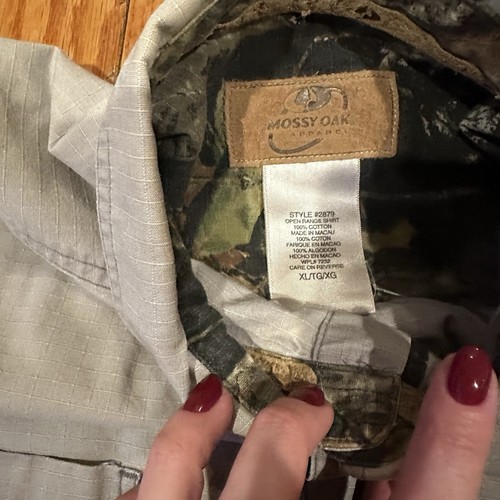 MOSSY OAK
APPAREL
STYLE #2879
OPEN RANGE SHIRT
100% COTTON
MADE IN MACAU
100% COTON
FABRIQUE EN MACAO
100% ALGODON
HECHO EN MACAO
WPL# 7232
CARE ON REVERSE
XL/TG/XG